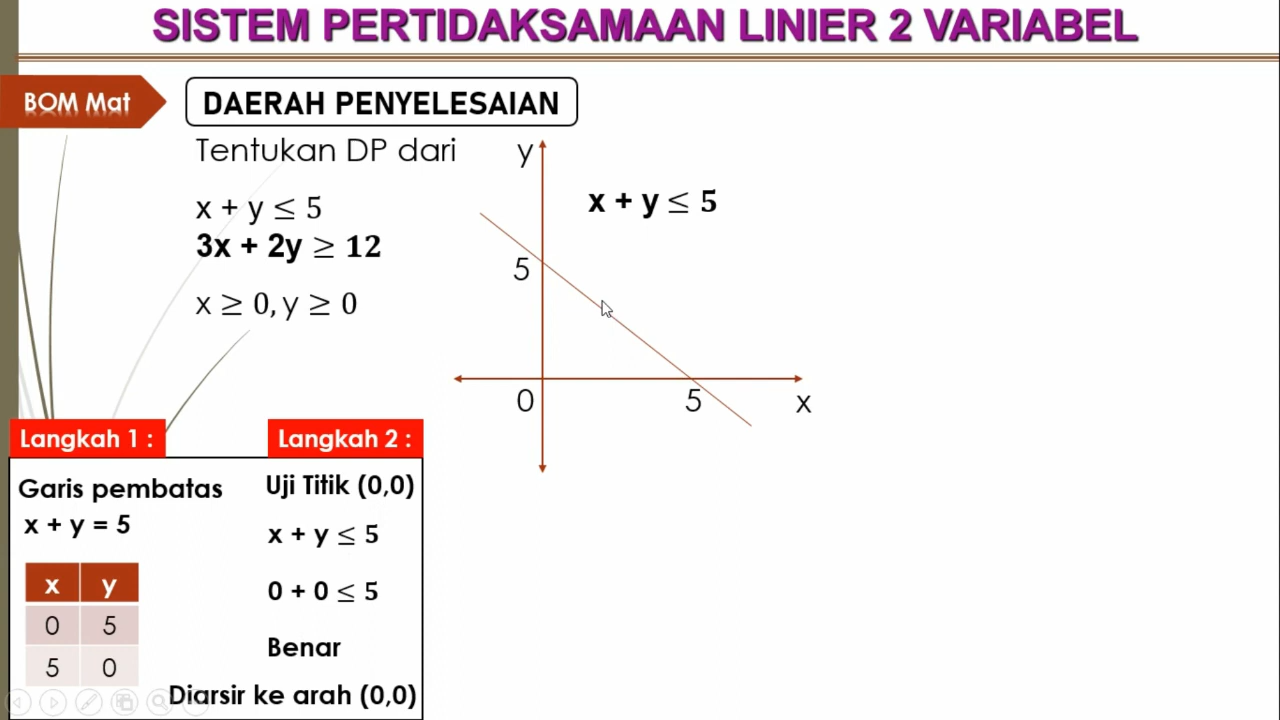 SISTEM PERTIDAKSAMAAN LINIER 2 VARIABEL
BOM Mat
DAERAH PENYELESAIAN
Tentukan DP dari
x + y ≤ 5
3x + 2y ≥ 12
x ≥ 0, y ≥ 0
y
x + y ≤ 5
5
0
5
x
Langkah 1 :
Garis pembatas
x + y = 5
x y
0 5
5 0
Langkah 2 :
Uji Titik (0,0)
x + y ≤ 5
0 + 0 ≤ 5
Benar
Diarsir ke arah (0,0)